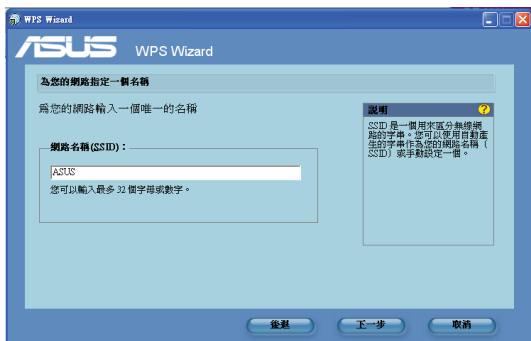 WPS Wizard
ASUS WPS Wizard
為您的網路指定一個名稱
為您的網路輸入一個唯一的名稱
網路名稱(SSID)：
ASUS
您可以輸入最多 32 個字母或數字。
說明
SSID 是一個用來區分無線網
路的字串。您可以使用自動產
生的字串作為您的網路名稱（
SSID）或手動設定一個。
後退
下一步
取消